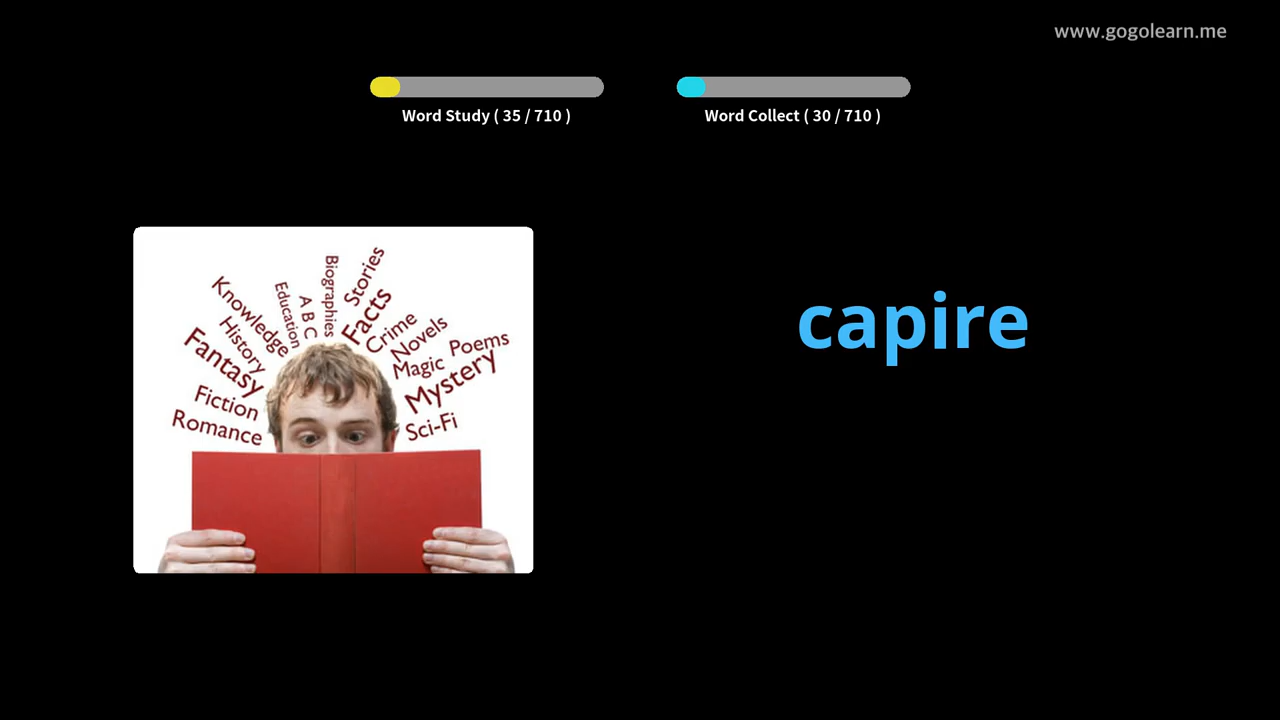 www.gogolearn.me
Word Study ( 35 / 710 )
Word Collect ( 30 / 710 )
Knowledge
Education
A B C
Biographies
Stories
Facts
History
Crime
Novels
Fantasy
Magic
Poems
Mystery
Fiction
Romance
Sci-Fi
capire